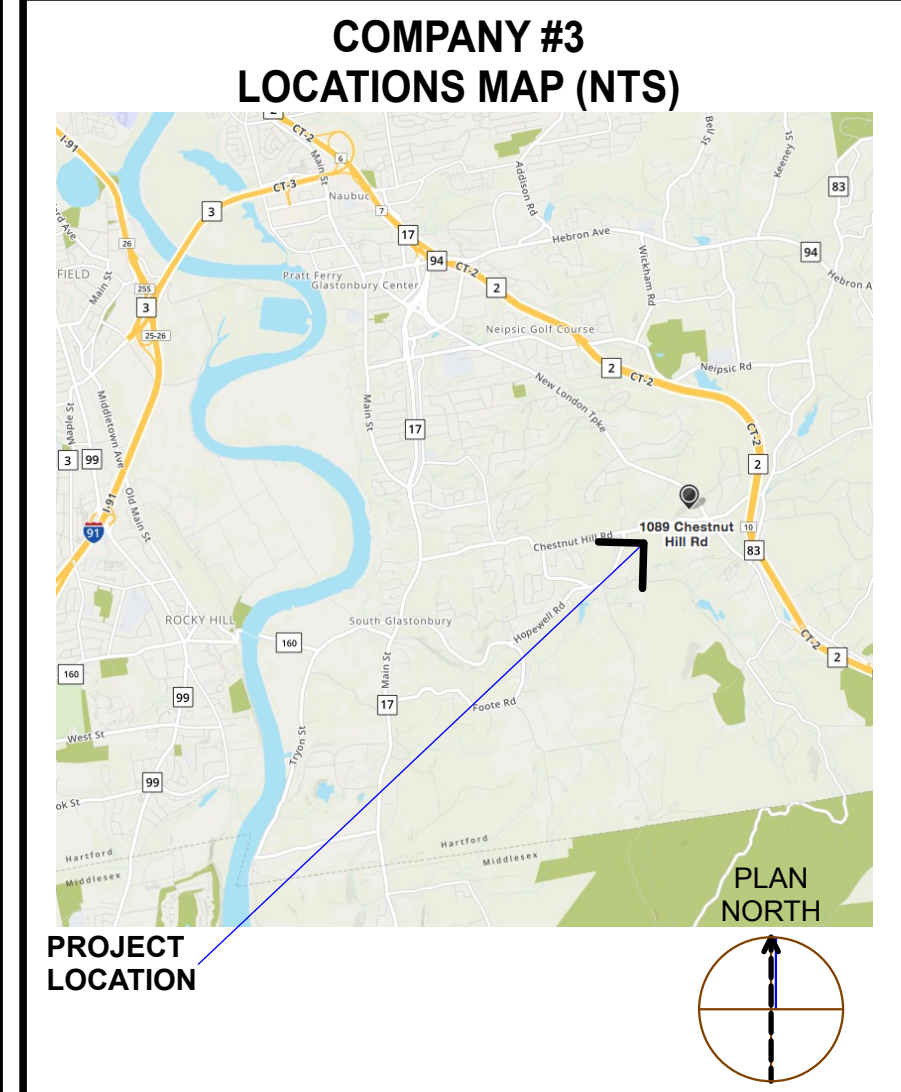 COMPANY #3
LOCATIONS MAP (NTS)
I-91
2
CT-2
Main St
6
Bell St
Keeney St
83
CT-3
Naubuc
Addison Rd
3
7
17
Hebron Ave
94
94
26
CT-2
2
Wickham Rd
Hebron A
FIELD
Main St
Pratt Ferry
Glastonbury Center
25S
3
25-26
Neipsic Golf Course
2
CT-2
Neipsic Rd
New London Tpke
Maple St
Middletown Ave
Main St
17
CT-2
3
99
2
I-91
Old Main St
91
1089 Chestnut
Hill Rd
10
Chestnut Hill Rd
83
ROCKY HILL
160
South Glastonbury
Hopewell Rd
CT-2
2
160
99
Main St
17
Foote Rd
West St
Tryon St
99
ok St
Hartford
Middlesex
Hartford
Middlesex
PLAN
NORTH
PROJECT
LOCATION